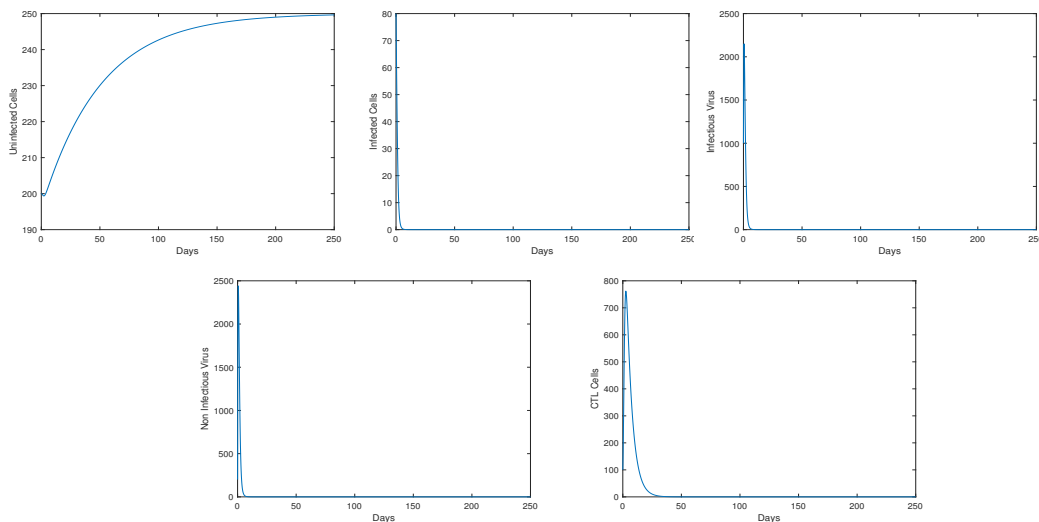 250
240
230
220
210
200
190
Uninfected Cells
0 50 100 150 200 250
Days
80
70
60
50
40
30
20
10
0
Infected Cells
0 50 100 150 200 250
Days
2500
2000
1500
1000
500
0
Infectious Virus
0 50 100 150 200 250
Days
2500
2000
1500
1000
500
0
Non Infectious Virus
0 50 100 150 200 250
Days
800
700
600
500
400
300
200
100
0
CTL Cells
0 50 100 150 200 250
Days